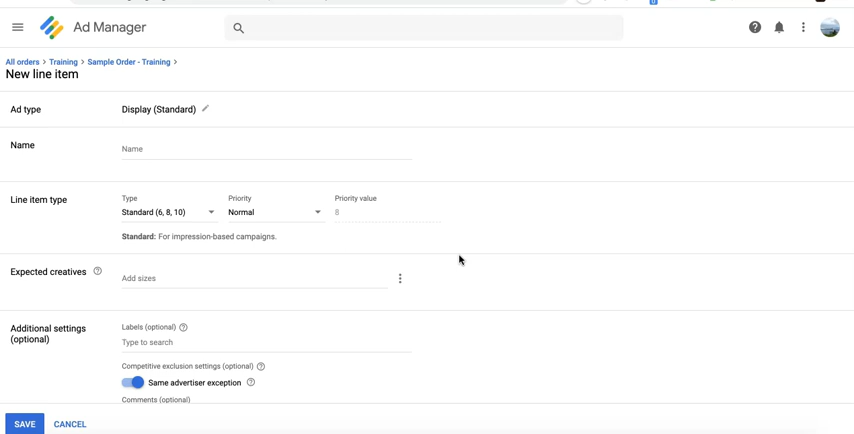 Ad Manager
All orders > Training > Sample Order - Training >
New line item
Ad type
Display (Standard)
Name
Name
Line item type
Type
Priority
Priority value
Standard (6, 8, 10)
Normal
8
Standard: For impression-based campaigns.
Expected creatives
Add sizes
Additional settings
(optional)
Labels (optional)
Type to search
Competitive exclusion settings (optional)
Same advertiser exception
Comments (optional)
SAVE
CANCEL